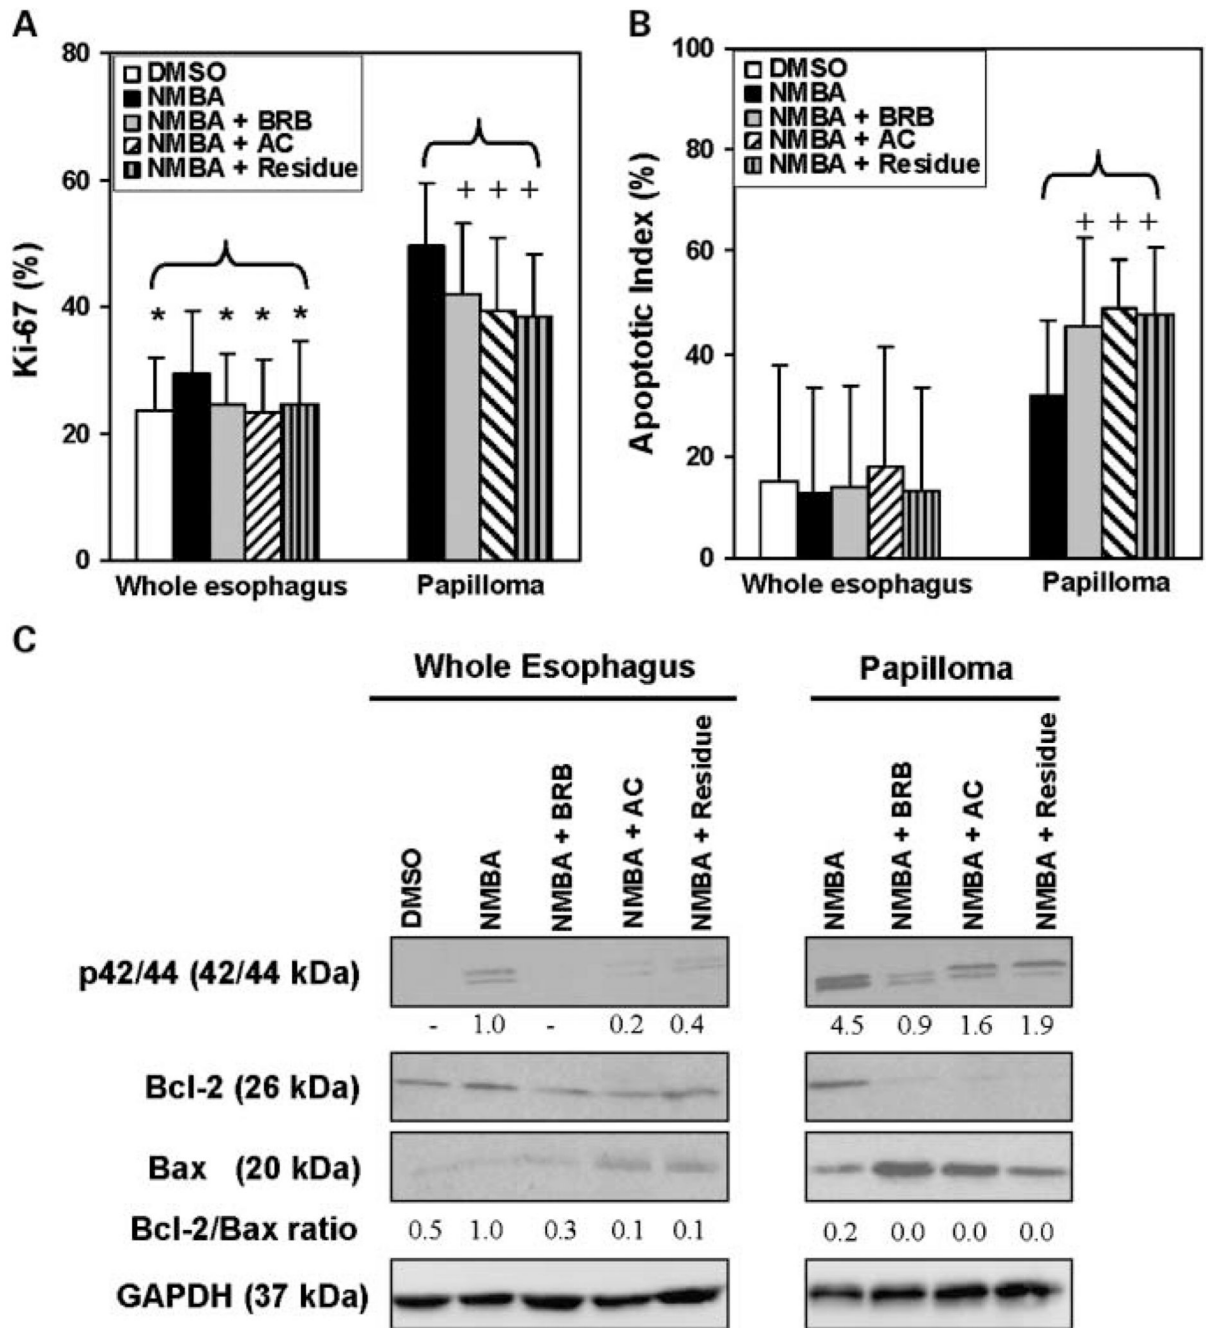 A
80
60
40
20
0
Ki-67 (%)
DMSO
NMBA
NMBA + BRB
NMBA + AC
NMBA + Residue
* * * * *
+ + +
Whole esophagus Papilloma
B
100
80
60
40
20
0
Apoptotic Index (%)
DMSO
NMBA
NMBA + BRB
NMBA + AC
NMBA + Residue
+ + +
Whole esophagus Papilloma
C
Whole Esophagus Papilloma
DMSO
NMBA
NMBA + BRB
NMBA + AC
NMBA + Residue
NMBA
NMBA + BRB
NMBA + AC
NMBA + Residue
p42/44 (42/44 kDa)
- 1.0 - 0.2 0.4 4.5 0.9 1.6 1.9
Bcl-2 (26 kDa)
Bax (20 kDa)
Bcl-2/Bax ratio 0.5 1.0 0.3 0.1 0.1 0.2 0.0 0.0 0.0
GAPDH (37 kDa)